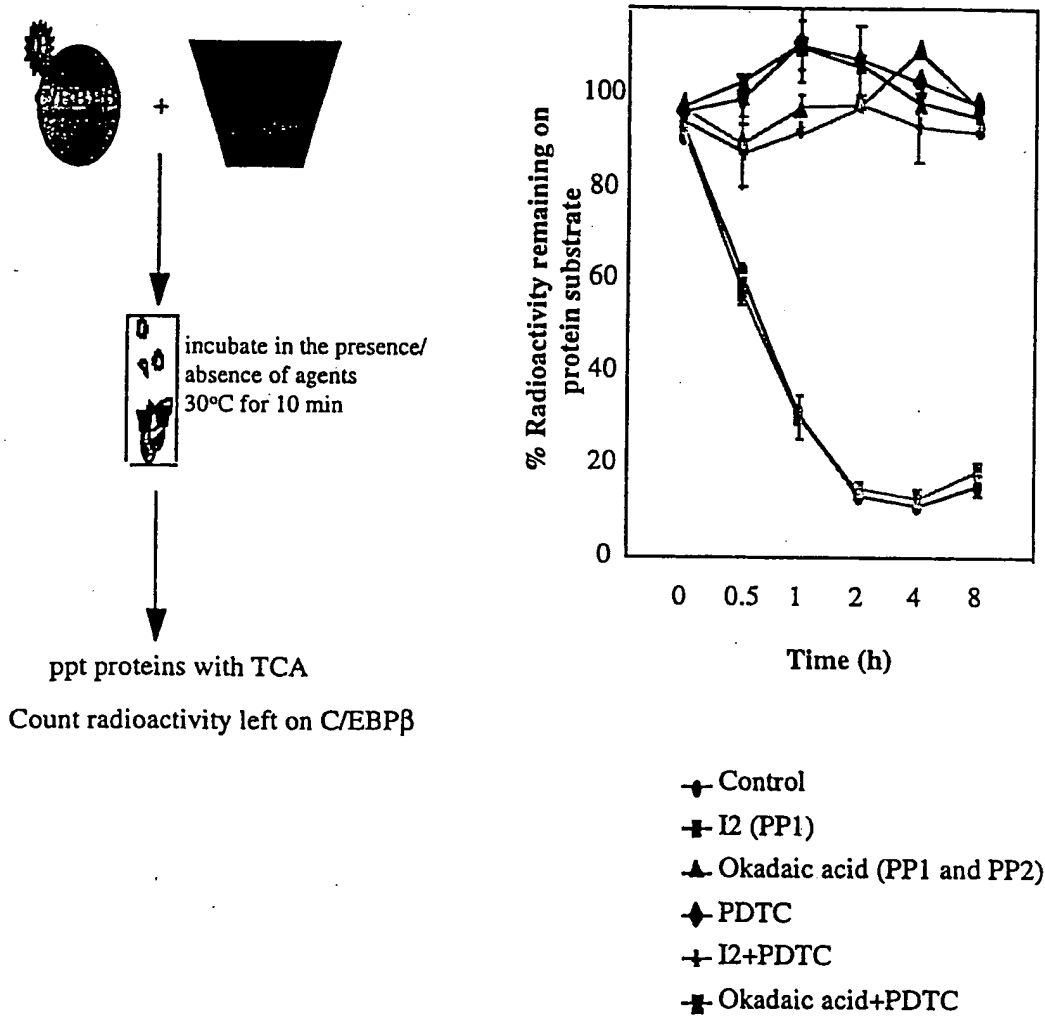 C/EBPβ
+
incubate in the presence/
absence of agents
30°C for 10 min
ppt proteins with TCA
Count radioactivity left on C/EBPβ
% Radioactivity remaining on
protein substrate
100
80
60
40
20
0
0 0.5 1 2 4 8
Time (h)
Control
I2 (PP1)
Okadaic acid (PP1 and PP2)
PDTC
I2+PDTC
Okadaic acid+PDTC